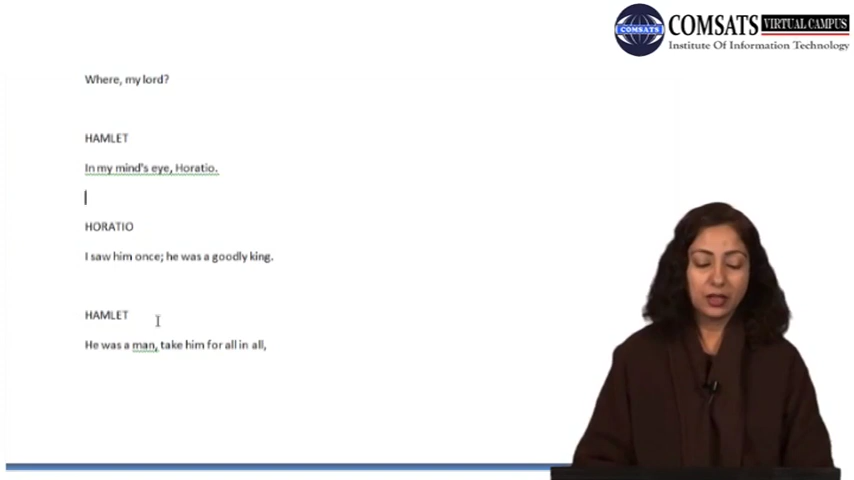 COMSATS
COMSATS VIRTUAL CAMPUS
Institute Of Information Technology
Where, my lord?
HAMLET
In my mind's eye, Horatio.
HORATIO
I saw him once; he was a goodly king.
HAMLET
He was a man, take him for all in all,